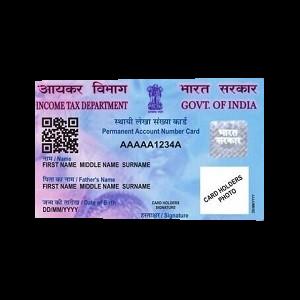 आयकर विभाग भारत सरकार
INCOME TAX DEPARTMENT GOVT. OF INDIA
स्थायी लेखा संख्या कार्ड
Permanent Account Number Card
AAAAA1234A
भारत सरकार
नाम / Name
FIRST NAME MIDDLE NAME SURNAME
पिता का नाम / Father's Name
FIRST NAME MIDDLE NAME SURNAME
CARD HOLDERS
PHOTO
जन्म की तारीख / Date of Birth
DD/MM/YYYY
CARD HOLDERS
SIGNATURE
हस्ताक्षर / Signature